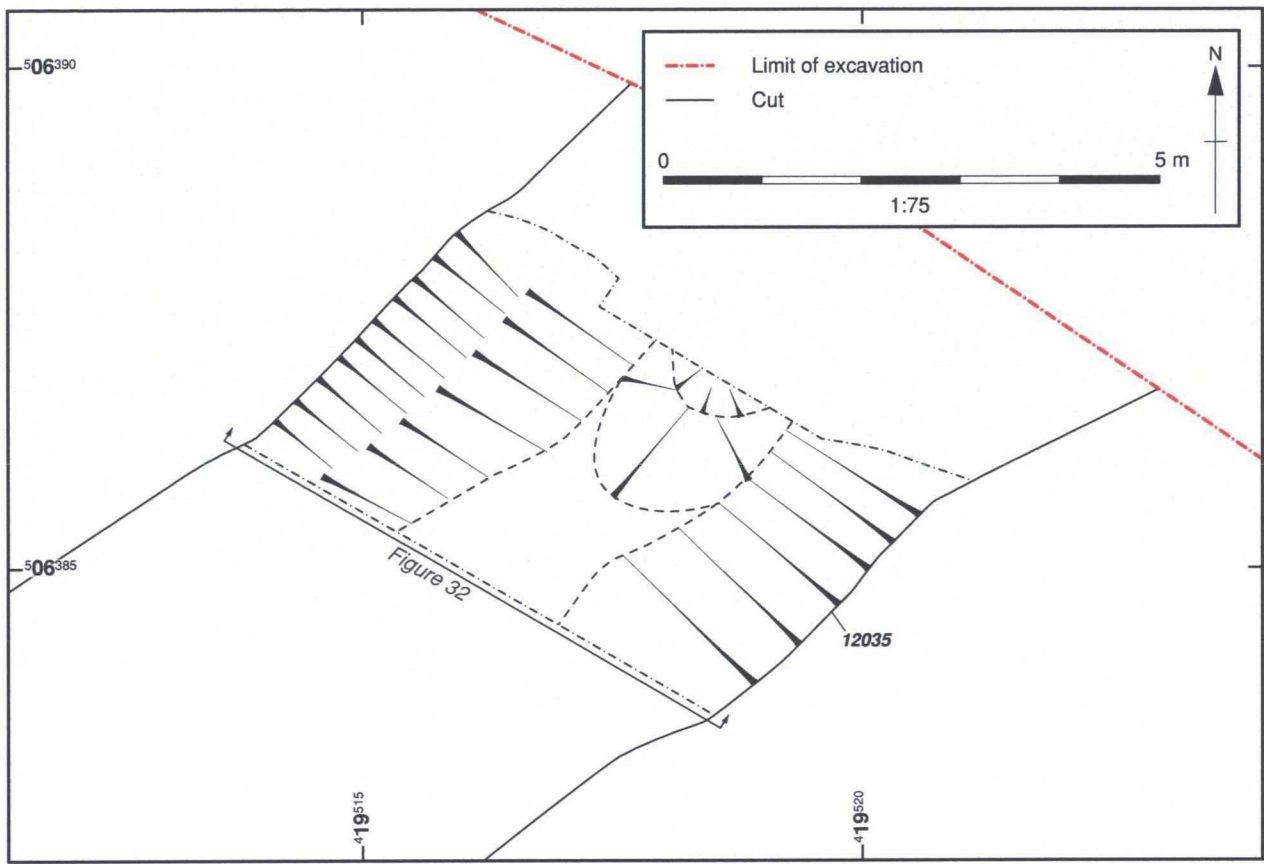 ⁵06³⁹⁰
Limit of excavation
N
Cut
0 5 m
1:75
⁵06³⁸⁵
Figure 32
12035
⁴19⁵¹⁵
⁴19⁵²⁰